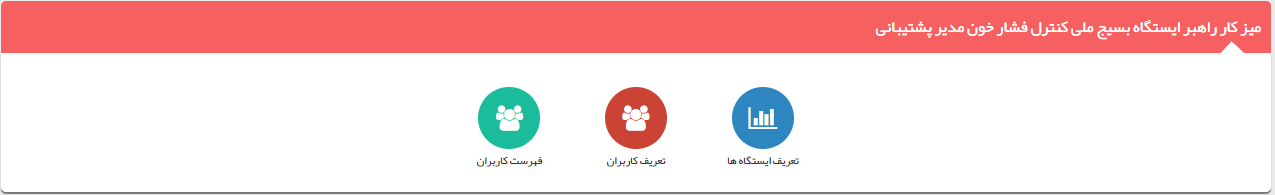 میز کار راهبر ایستگاه بسیج ملی کنترل فشار خون مدیر پشتیبانی
تعریف ایستگاه ها
تعریف کاربران
فهرست کاربران